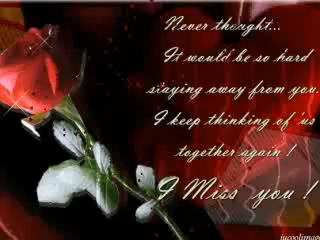 Never thought...
It would be so hard
staying away from you.
I keep thinking of 'us
together again !
I Miss you !